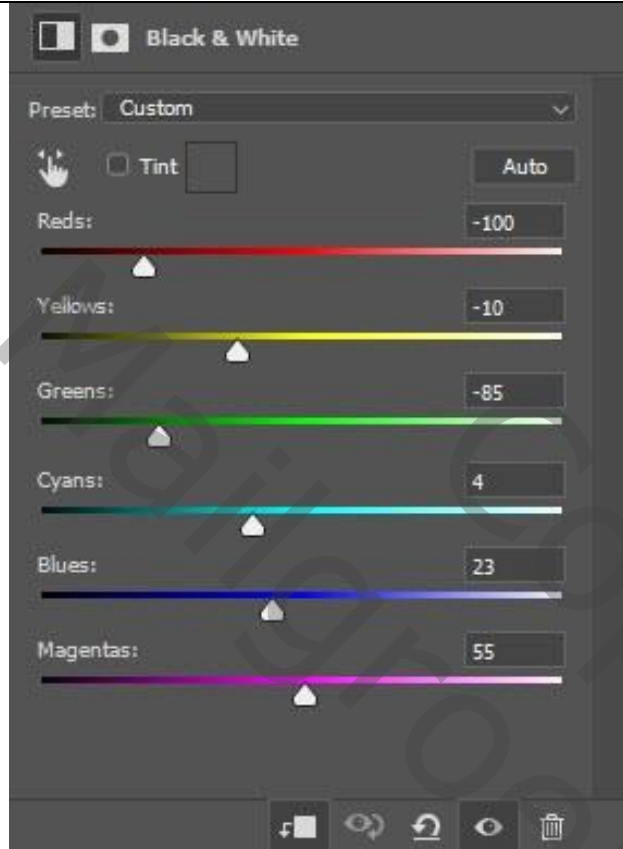 Black & White
Preset: Custom
Tint Auto
Reds: -100
Yellows: -10
Greens: -85
Cyans: 4
Blues: 23
Magentas: 55